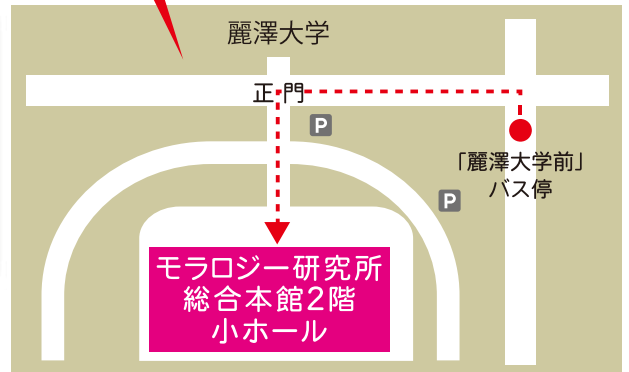 麗澤大学
正門
P
「麗澤大学前」
バス停
P
モラロジー研究所
総合本館2階
小ホール